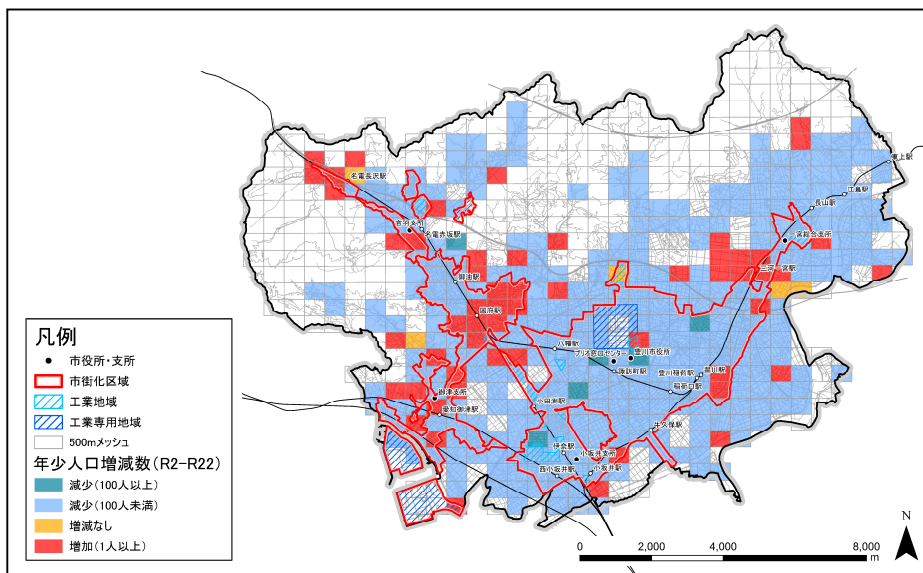 東上駅
江島駅
長山駅
名電長沢駅
音羽支所
名電赤坂駅
一宮総合支所
三河一宮駅
御油駅
国府駅
八幡駅
プリオ窓口センター
豊川市役所
諏訪町駅
豊川稲荷駅
豊川駅
稲荷口駅
御津支所
愛知御津駅
小田渕駅
牛久保駅
伊奈駅
小坂井支所
西小坂井駅
小坂井駅
凡例
市役所・支所
市街化区域
工業地域
工業専用地域
500mメッシュ
年少人口増減数(R2-R22)
減少(100人以上)
減少(100人未満)
増減なし
増加(1人以上)
N
0 2,000 4,000 8,000
m